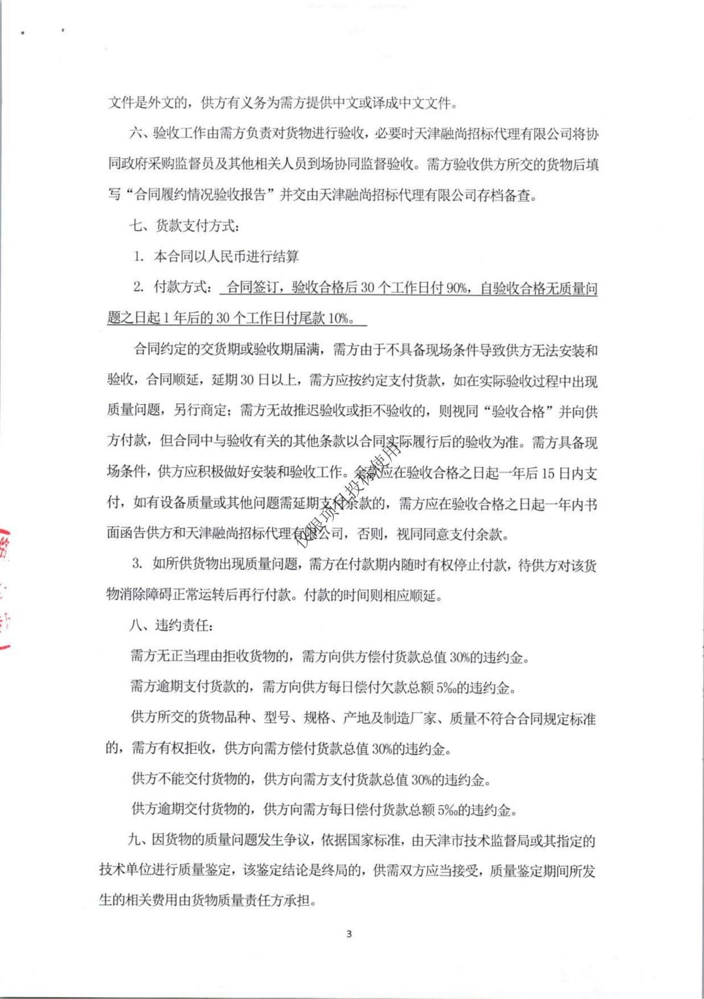 文件是外文的，供方有义务为需方提供中文或译成中文文件。
六、验收工作由需方负责对货物进行验收，必要时天津融尚招标代理有限公司将协
同政府采购监督员及其他相关人员到场协同监督验收。需方验收供方所交的货物后填
写“合同履约情况验收报告”并交由天津融尚招标代理有限公司存档备查。
七、货款支付方式：
1. 本合同以人民币进行结算
2. 付款方式： 合同签订，验收合格后 30 个工作日付 90%，自验收合格无质量问
题之日起 1 年后的 30 个工作日付尾款 10%。
合同约定的交货期或验收期届满，需方由于不具备现场条件导致供方无法安装和
验收，合同顺延，延期 30 日以上，需方应按约定支付货款，如在实际验收过程中出现
质量问题，另行商定；需方无故推迟验收或拒不验收的，则视同“验收合格”并向供
方付款，但合同中与验收有关的其他条款以合同实际履行后的验收为准。需方具备现
场条件，供方应积极做好安装和验收工作。余款应在验收合格之日起一年后 15 日内支
付，如有设备质量或其他问题需延期支付余款的，需方应在验收合格之日起一年内书
面函告供方和天津融尚招标代理有限公司，否则，视同同意支付余款。
仅限项目投标使用
3. 如所供货物出现质量问题，需方在付款期内随时有权停止付款，待供方对该货
物消除障碍正常运转后再行付款。付款的时间则相应顺延。
八、违约责任：
需方无正当理由拒收货物的，需方向供方偿付货款总值 30%的违约金。
需方逾期支付货款的，需方向供方每日偿付欠款总额 5‰的违约金。
供方所交的货物品种、型号、规格、产地及制造厂家、质量不符合合同规定标准
的，需方有权拒收，供方向需方偿付货款总值 30%的违约金。
供方不能交付货物的，供方向需方支付货款总值 30%的违约金。
供方逾期交付货物的，供方向需方每日偿付货款总额 5‰的违约金。
九、因货物的质量问题发生争议，依据国家标准，由天津市技术监督局或其指定的
技术单位进行质量鉴定，该鉴定结论是终局的，供需双方应当接受，质量鉴定期间所发
生的相关费用由货物质量责任方承担。
3